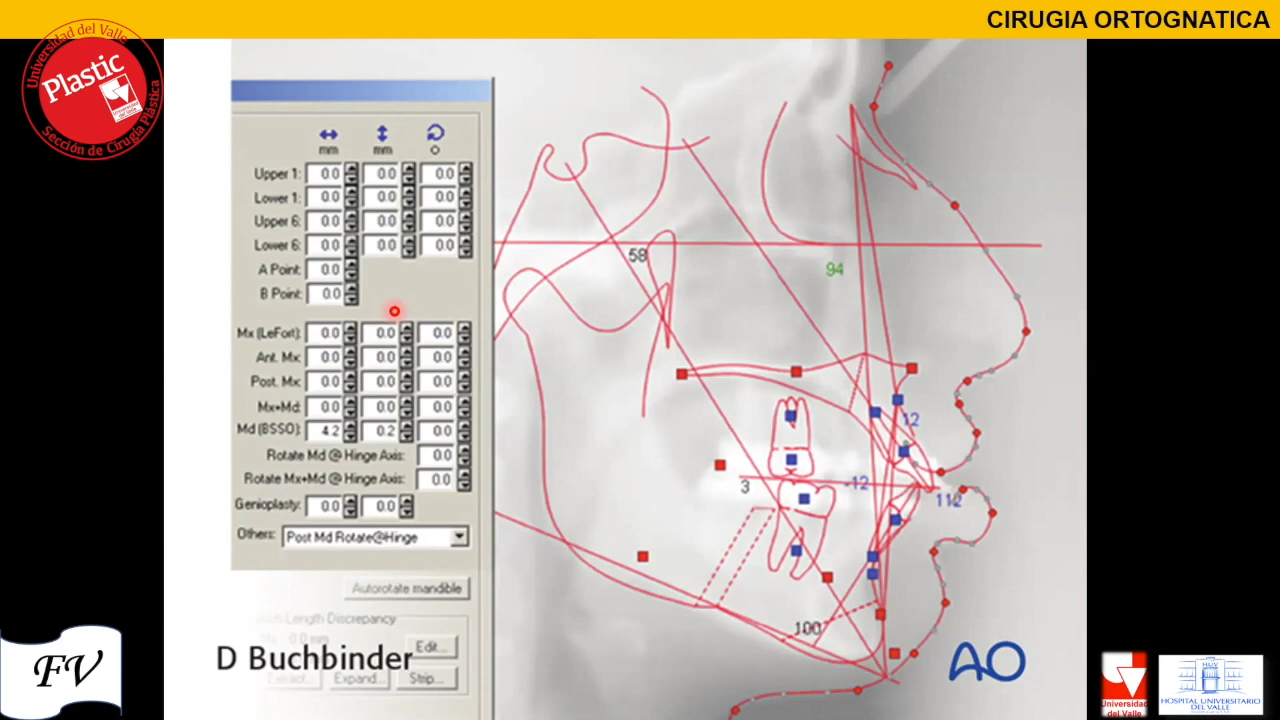 CIRUGIA ORTOGNATICA
Universidad del Valle
Plastic
Universidad
del Valle
Sección de Cirugía Plástica
mm mm
Upper 1: 0.0 0.0 0.0
Lower 1: 0.0 0.0 0.0
Upper 6: 0.0 0.0 0.0
Lower 6: 0.0 0.0 0.0
A Point: 0.0
B Point: 0.0
Mx (LeFort): 0.0 0.0 0.0
Ant. Mx: 0.0 0.0 0.0
Post. Mx: 0.0 0.0 0.0
Mx+Md: 0.0 0.0 0.0
Md (BSSO): 4.2 0.2 0.0
Rotate Md @ Hinge Axis: 0.0
Rotate Mx+Md @ Hinge Axis: 0.0
Genioplasty: 0.0 0.0
Others: Post Md Rotate@Hinge
Autorotate mandible
Length Discrepancy
0.0 mm
Edit...
Expand... Strip...
D Buchbinder
58
94
12
3
-12
112
100
AO
FV
Universidad
del Valle
H.U.V
HOSPITAL UNIVERSITARIO
DEL VALLE